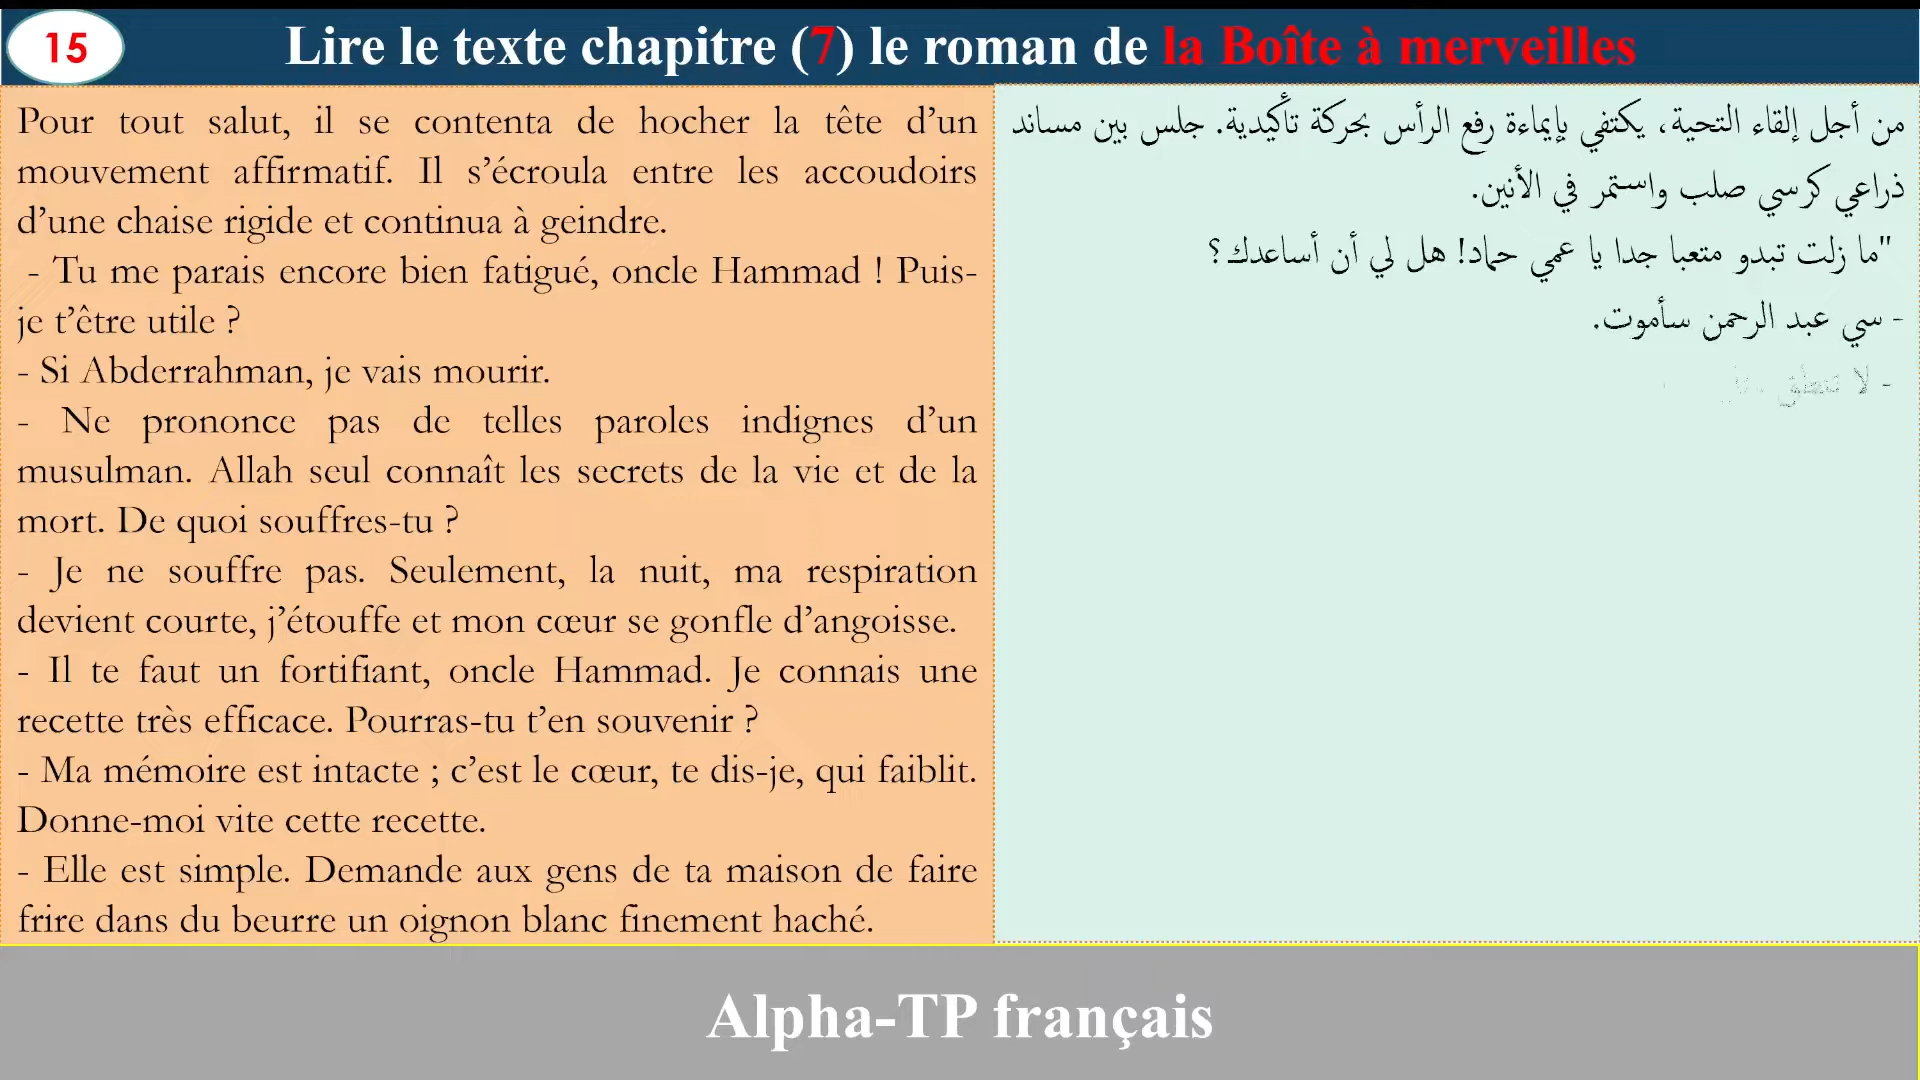 15
Lire le texte chapitre (7) le roman de la Boîte à merveilles
Pour tout salut, il se contenta de hocher la tête d’un
mouvement affirmatif. Il s’écroula entre les accoudoirs
d’une chaise rigide et continua à geindre.
- Tu me parais encore bien fatigué, oncle Hammad ! Puis-
je t’être utile ?
- Si Abderrahman, je vais mourir.
- Ne prononce pas de telles paroles indignes d’un
musulman. Allah seul connaît les secrets de la vie et de la
mort. De quoi souffres-tu ?
- Je ne souffre pas. Seulement, la nuit, ma respiration
devient courte, j’étouffe et mon cœur se gonfle d’angoisse.
- Il te faut un fortifiant, oncle Hammad. Je connais une
recette très efficace. Pourras-tu t’en souvenir ?
- Ma mémoire est intacte ; c’est le cœur, te dis-je, qui faiblit.
Donne-moi vite cette recette.
- Elle est simple. Demande aux gens de ta maison de faire
frire dans du beurre un oignon blanc finement haché.
من أجل إلقاء التحية، يكتفي بإيماءة رفع الرأس بحركة تأكيدية. جلس بين مساند
ذراعي كرسي صلب واستمر في الأنين.
"ما زلت تبدو متعبا جدا يا عمي حماد! هل لي أن أساعدك؟
- سي عبد الرحمن سأموت.
- لا
Alpha-TP français